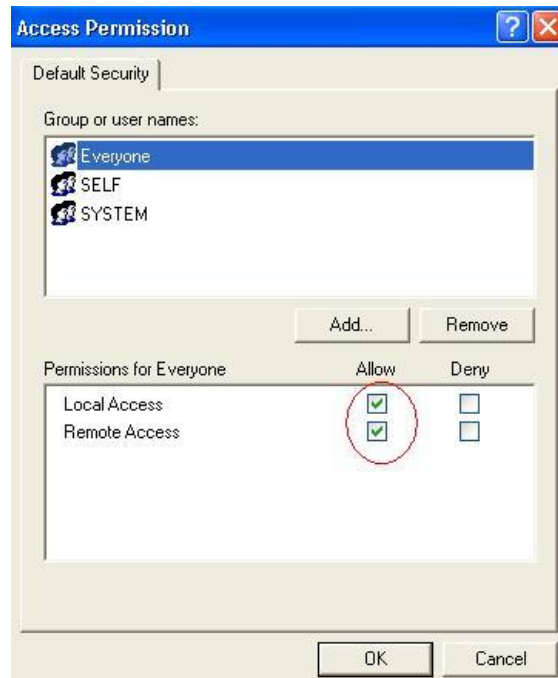 Access Permission
Default Security
Group or user names:
Everyone
SELF
SYSTEM
Add... Remove
Permissions for Everyone Allow Deny
Local Access
Remote Access
OK Cancel